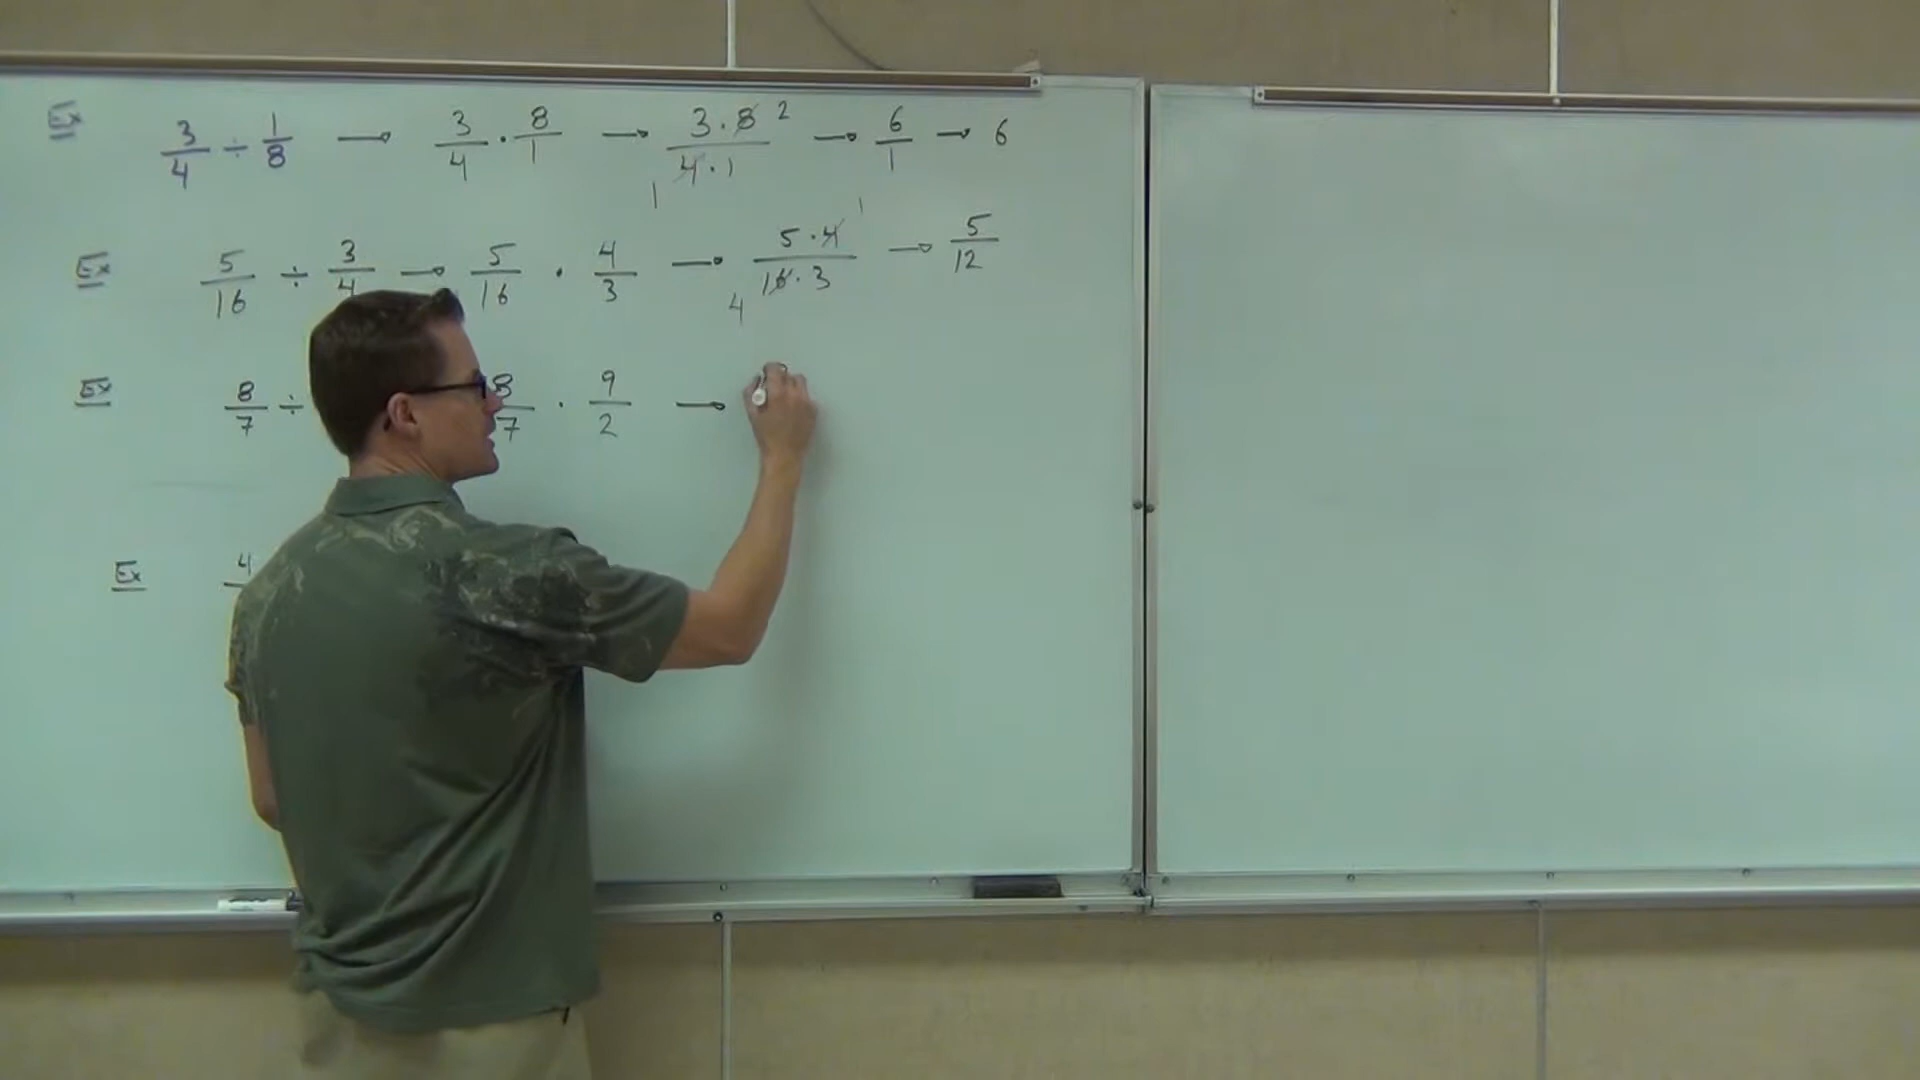 Ex 3/4 ÷ 1/8 → 3/4 · 8/1 → 3·8 2/4·1 1 → 6/1 → 6
Ex 5/16 ÷ 3/4 → 5/16 · 4/3 → 5·4 1/16·3 4 → 5/12
Ex 8/7 ÷ 8/7 · 9/2 →
Ex 4